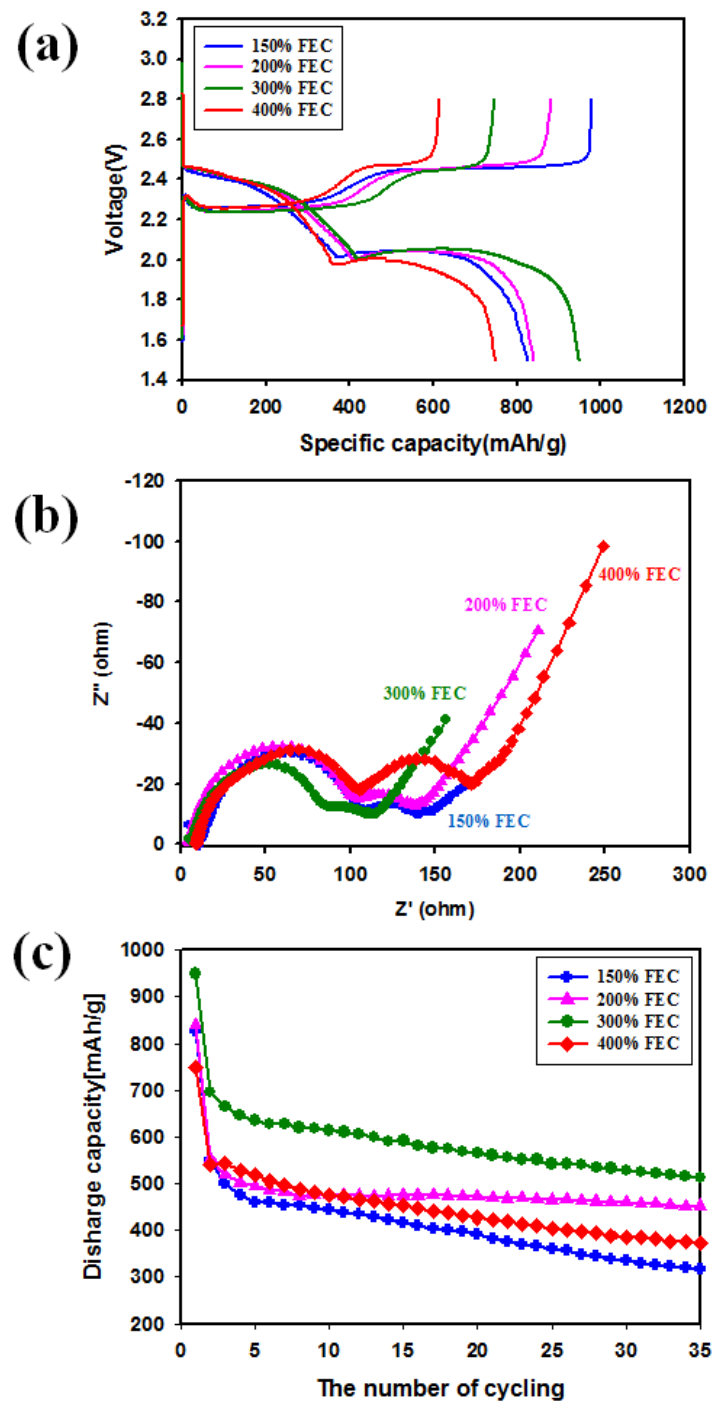 (a)
3.2
3.0
2.8
2.6
2.4
2.2
2.0
1.8
1.6
1.4
Voltage(V)
150% FEC
200% FEC
300% FEC
400% FEC
0 200 400 600 800 1000 1200
Specific capacity(mAh/g)
(b)
-120
-100
-80
-60
-40
-20
0
Z'' (ohm)
400% FEC
200% FEC
300% FEC
150% FEC
0 50 100 150 200 250 300
Z' (ohm)
(c)
1000
900
800
700
600
500
400
300
200
Disharge capacity[mAh/g]
150% FEC
200% FEC
300% FEC
400% FEC
0 5 10 15 20 25 30 35
The number of cycling